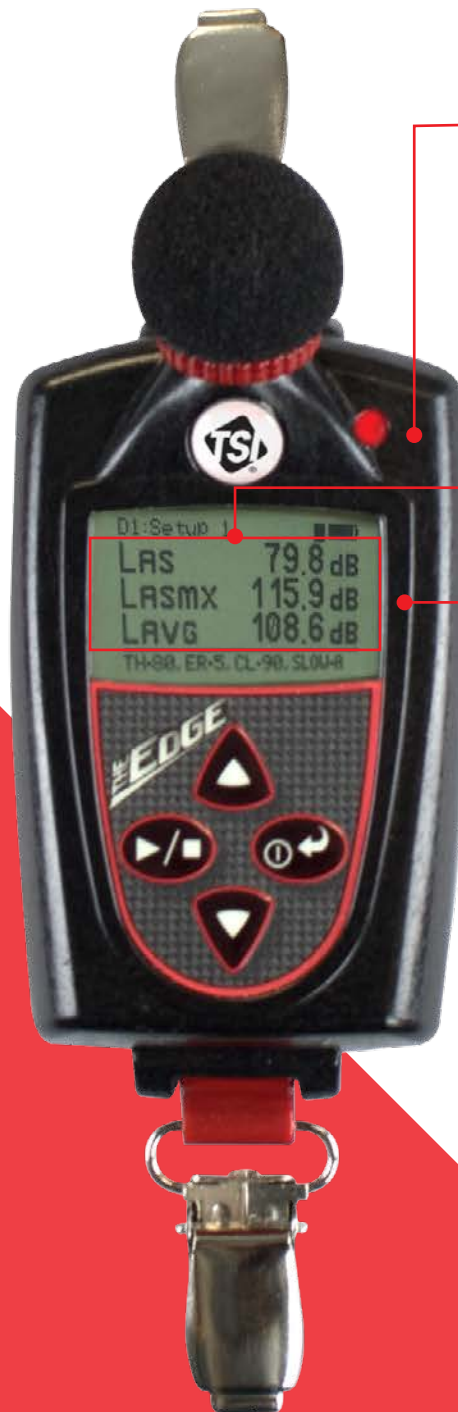 TSI
D1:Setup 1
LAS 79.8 dB
LASMX 115.9 dB
LAVG 108.6 dB
TH-80. ER-5. CL-90. SLOW-A
THE EDGE